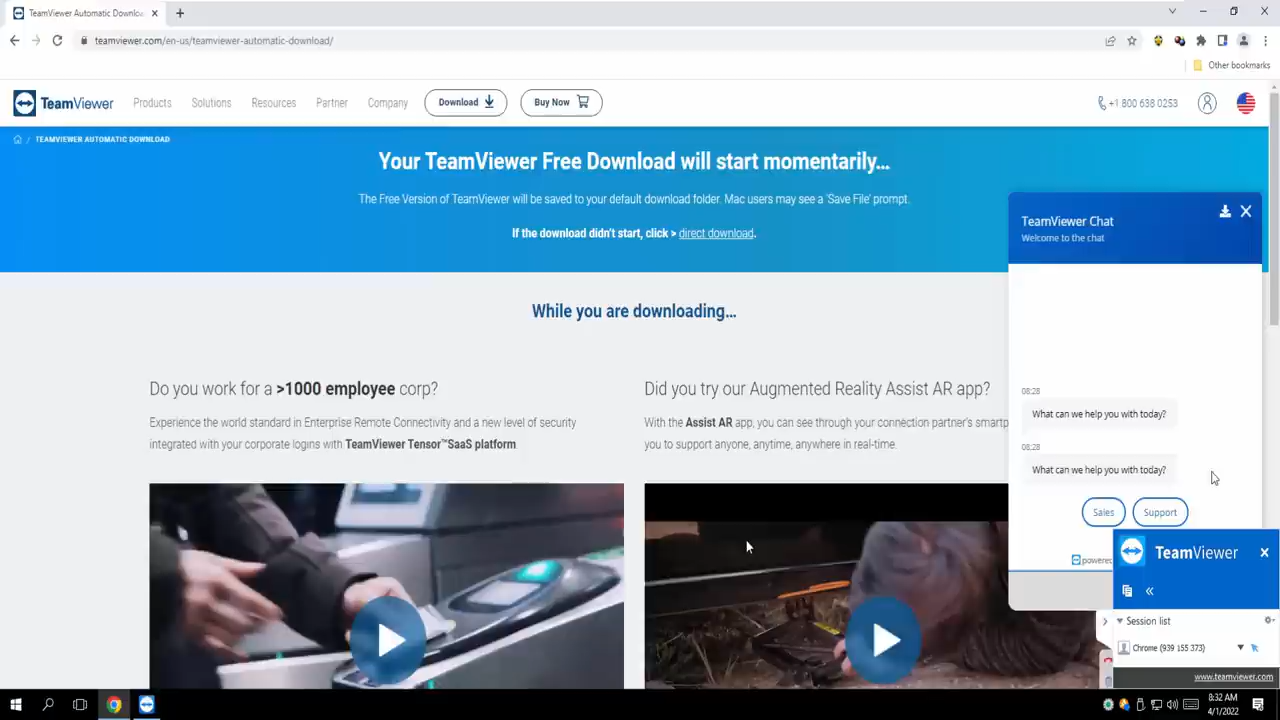 TeamViewer Automatic Downlo
teamviewer.com/en-us/teamviewer-automatic-download/
Other bookmarks
TeamViewer
Products
Solutions
Resources
Partner
Company
Download
Buy Now
+1 800 638 0253
/ TEAMVIEWER AUTOMATIC DOWNLOAD
Your TeamViewer Free Download will start momentarily...
The Free Version of TeamViewer will be saved to your default download folder. Mac users may see a 'Save File' prompt.
If the download didn't start, click > direct download.
While you are downloading...
Do you work for a >1000 employee corp?
Experience the world standard in Enterprise Remote Connectivity and a new level of security
integrated with your corporate logins with TeamViewer Tensor™SaaS platform
Did you try our Augmented Reality Assist AR app?
With the Assist AR app, you can see through your connection partner's smartp
you to support anyone, anytime, anywhere in real-time.
TeamViewer Chat
Welcome to the chat
08:28
What can we help you with today?
08:28
What can we help you with today?
Sales
Support
powered
TeamViewer
Session list
Chrome (939 155 373)
www.teamviewer.com
8:32 AM
4/1/2022